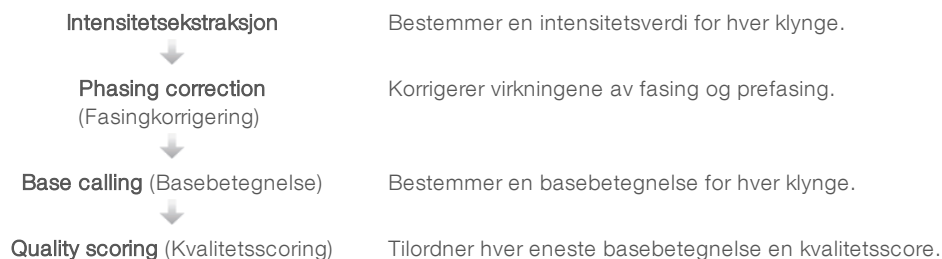 Intensitetsekstraksjon Bestemmer en intensitetsverdi for hver klynge.
Phasing correction Korrigerer virkningene av fasing og prefasing.
(Fasingkorrigering)
Base calling (Basebetegnelse) Bestemmer en basebetegnelse for hver klynge.
Quality scoring (Kvalitetsscoring) Tilordner hver eneste basebetegnelse en kvalitetsscore.